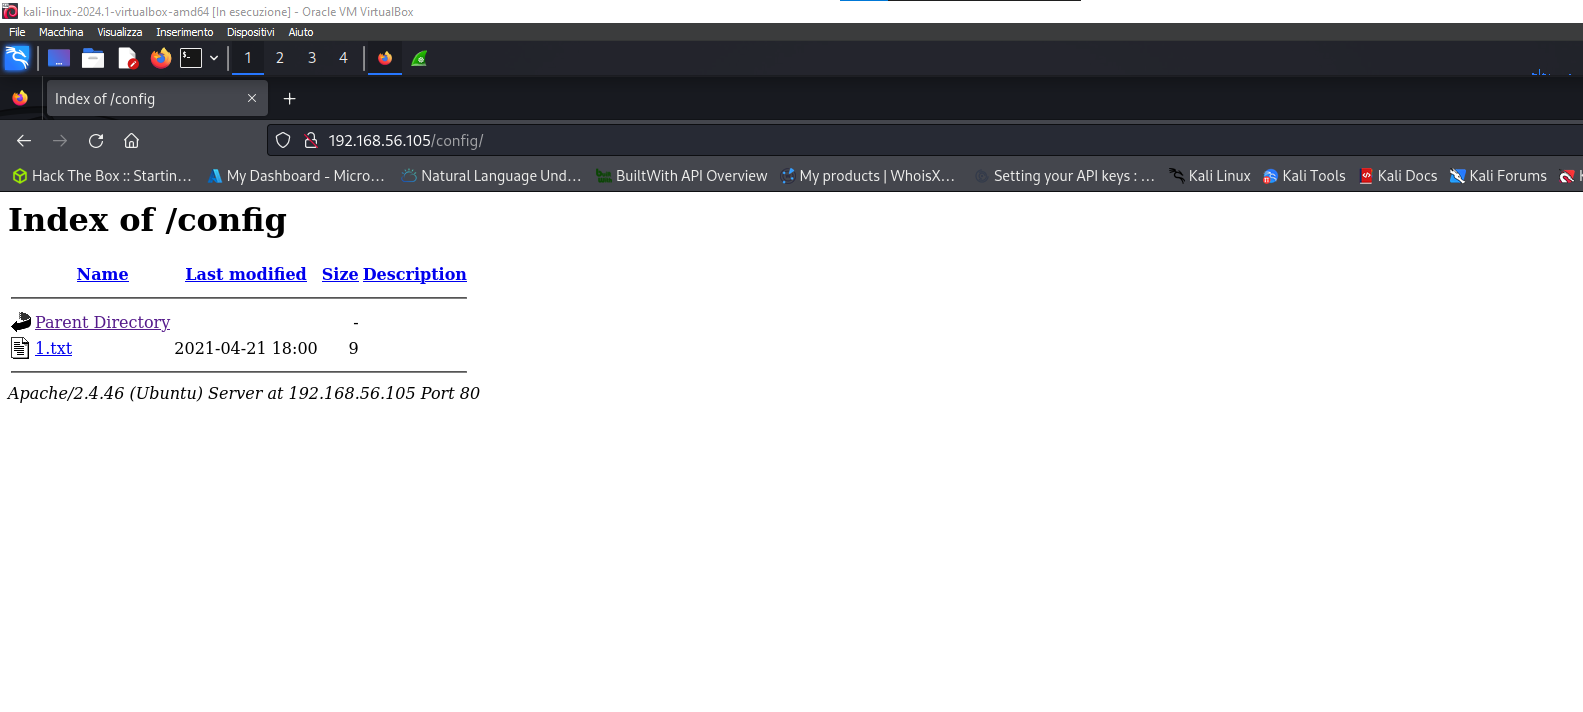 kali-linux-2024.1-virtualbox-amd64 [In esecuzione] - Oracle VM VirtualBox
File Macchina Visualizza Inserimento Dispositivi Aiuto
1 2 3 4
Index of /config
192.168.56.105/config/
Hack The Box :: Startin... My Dashboard - Micro... Natural Language Und... BuiltWith API Overview My products | WhoisX... Setting your API keys : ... Kali Linux Kali Tools Kali Docs Kali Forums
Index of /config
Name Last modified Size Description
Parent Directory -
1.txt 2021-04-21 18:00 9
Apache/2.4.46 (Ubuntu) Server at 192.168.56.105 Port 80